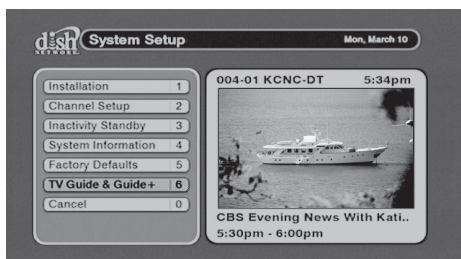 dish
NETWORK
System Setup
Mon, March 10
Installation 1
Channel Setup 2
Inactivity Standby 3
System Information 4
Factory Defaults 5
TV Guide & Guide+ 6
Cancel 0
004-01 KCNC-DT 5:34pm
CBS Evening News With Kati..
5:30pm - 6:00pm